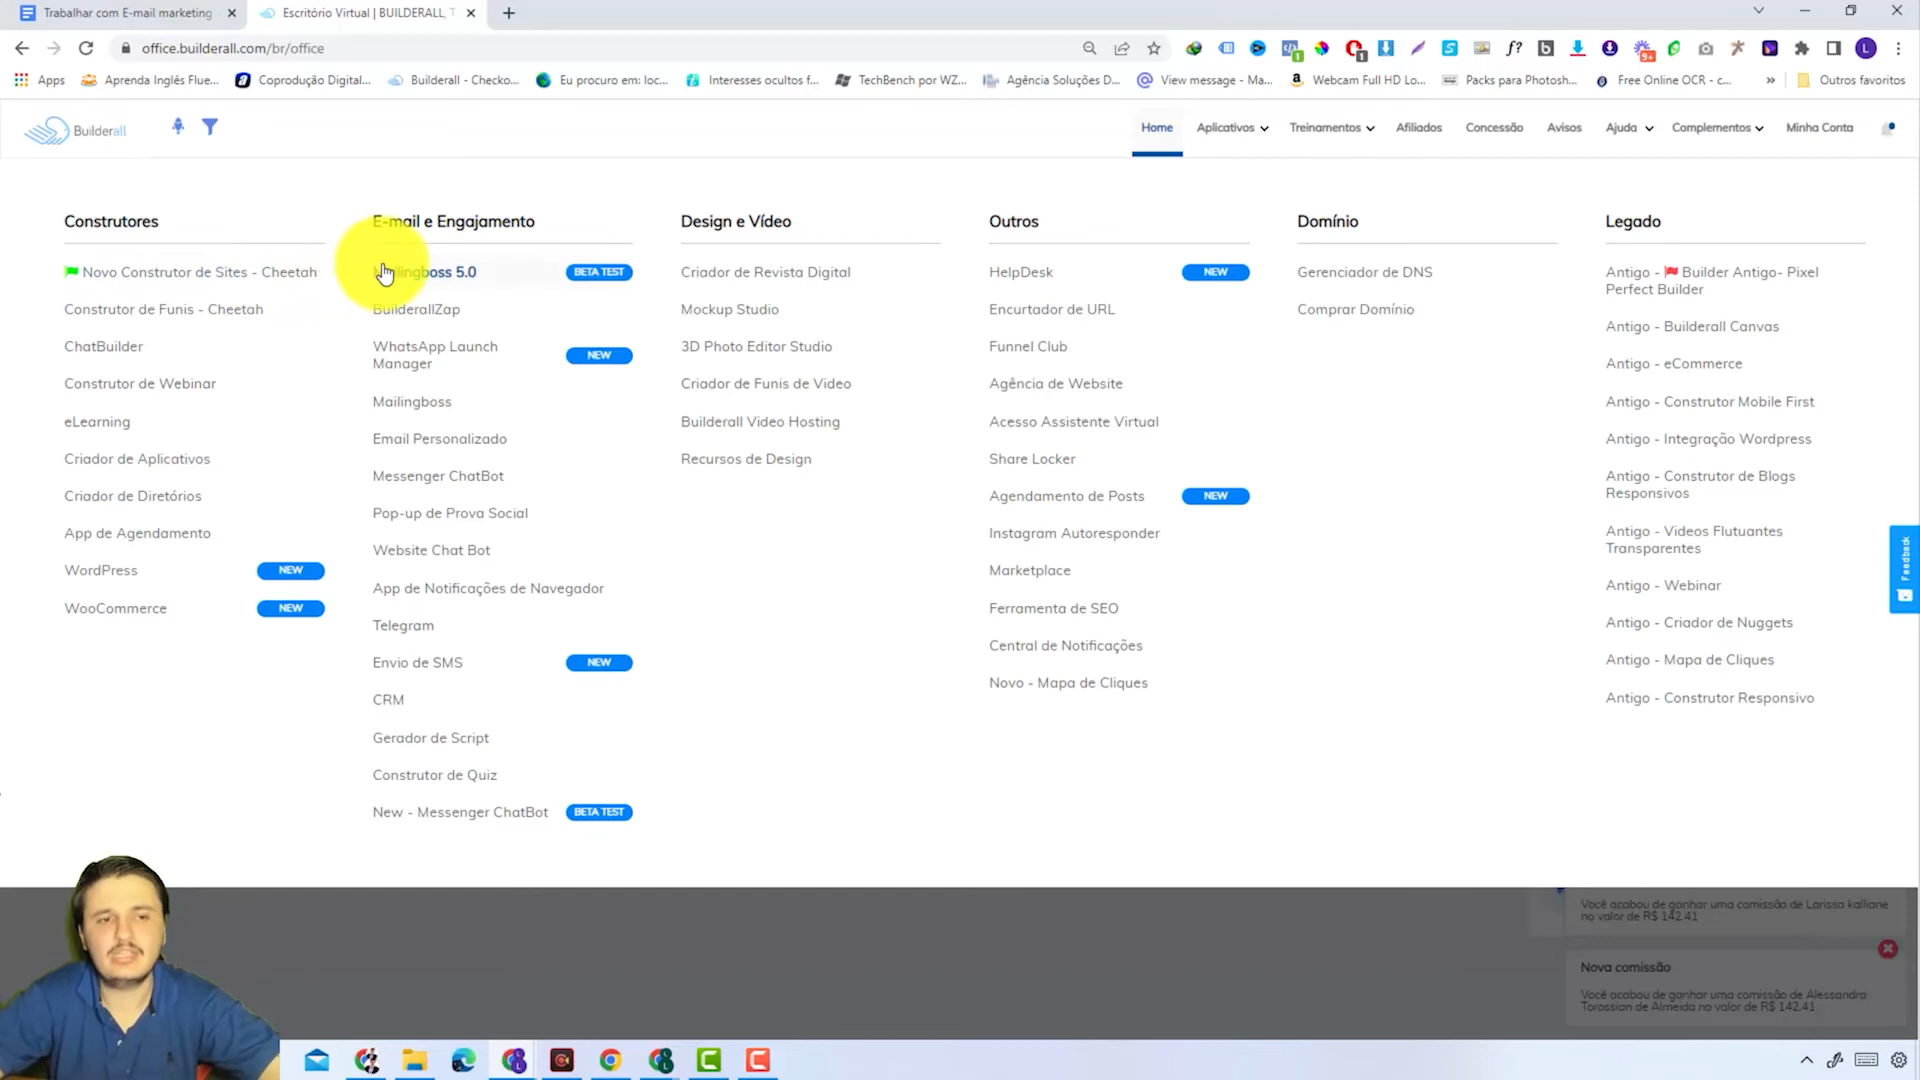 Trabalhar com E-mail marketing
Escritório Virtual | BUILDERALL, T
office.builderall.com/br/office
Apps
Aprenda Inglês Flue...
Coprodução Digital...
Builderall - Checko...
Eu procuro em: loc...
Interesses ocultos f...
TechBench por WZ...
Agência Soluções D...
View message - Ma...
Webcam Full HD Lo...
Packs para Photosh...
Free Online OCR - c...
Outros favoritos
Builderall
Home
Aplicativos
Treinamentos
Afiliados
Concessão
Avisos
Ajuda
Complementos
Minha Conta
Construtores
Novo Construtor de Sites - Cheetah
Construtor de Funis - Cheetah
ChatBuilder
Construtor de Webinar
eLearning
Criador de Aplicativos
Criador de Diretórios
App de Agendamento
WordPress NEW
WooCommerce NEW
E-mail e Engajamento
Mailingboss 5.0 BETA TEST
BuilderallZap
WhatsApp Launch
Manager NEW
Mailingboss
Email Personalizado
Messenger ChatBot
Pop-up de Prova Social
Website Chat Bot
App de Notificações de Navegador
Telegram
Envio de SMS NEW
CRM
Gerador de Script
Construtor de Quiz
New - Messenger ChatBot BETA TEST
Design e Vídeo
Criador de Revista Digital
Mockup Studio
3D Photo Editor Studio
Criador de Funis de Video
Builderall Video Hosting
Recursos de Design
Outros
HelpDesk NEW
Encurtador de URL
Funnel Club
Agência de Website
Acesso Assistente Virtual
Share Locker
Agendamento de Posts NEW
Instagram Autoresponder
Marketplace
Ferramenta de SEO
Central de Notificações
Novo - Mapa de Cliques
Domínio
Gerenciador de DNS
Comprar Domínio
Legado
Antigo - Builder Antigo- Pixel
Perfect Builder
Antigo - Builderall Canvas
Antigo - eCommerce
Antigo - Construtor Mobile First
Antigo - Integração Wordpress
Antigo - Construtor de Blogs
Responsivos
Antigo - Videos Flutuantes
Transparentes
Antigo - Webinar
Antigo - Criador de Nuggets
Antigo - Mapa de Cliques
Antigo - Construtor Responsivo
Feedback
Você acabou de ganhar uma comissão de Larissa kalliane
no valor de R$ 142.41
Nova comissão
Você acabou de ganhar uma comissão de Alessandra
Torossian de Almeida no valor de R$ 142.41